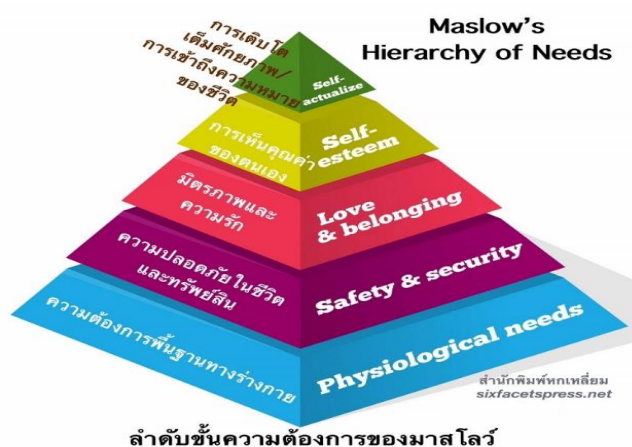 Maslow's
Hierarchy of Needs
การเติบโต
เต็มศักยภาพ/
การเข้าถึงความหมาย
ของชีวิต
Self-
actualize
การเห็นคุณค่า
ของตนเอง
Self-
esteem
มิตรภาพและ
ความรัก
Love
& belonging
ความปลอดภัยในชีวิต
และทรัพย์สิน
Safety & security
ความต้องการพื้นฐานทางร่างกาย
Physiological needs
สำนักพิมพ์หกเหลี่ยม
sixfacetspress.net
ลำดับขั้นความต้องการของมาสโลว์